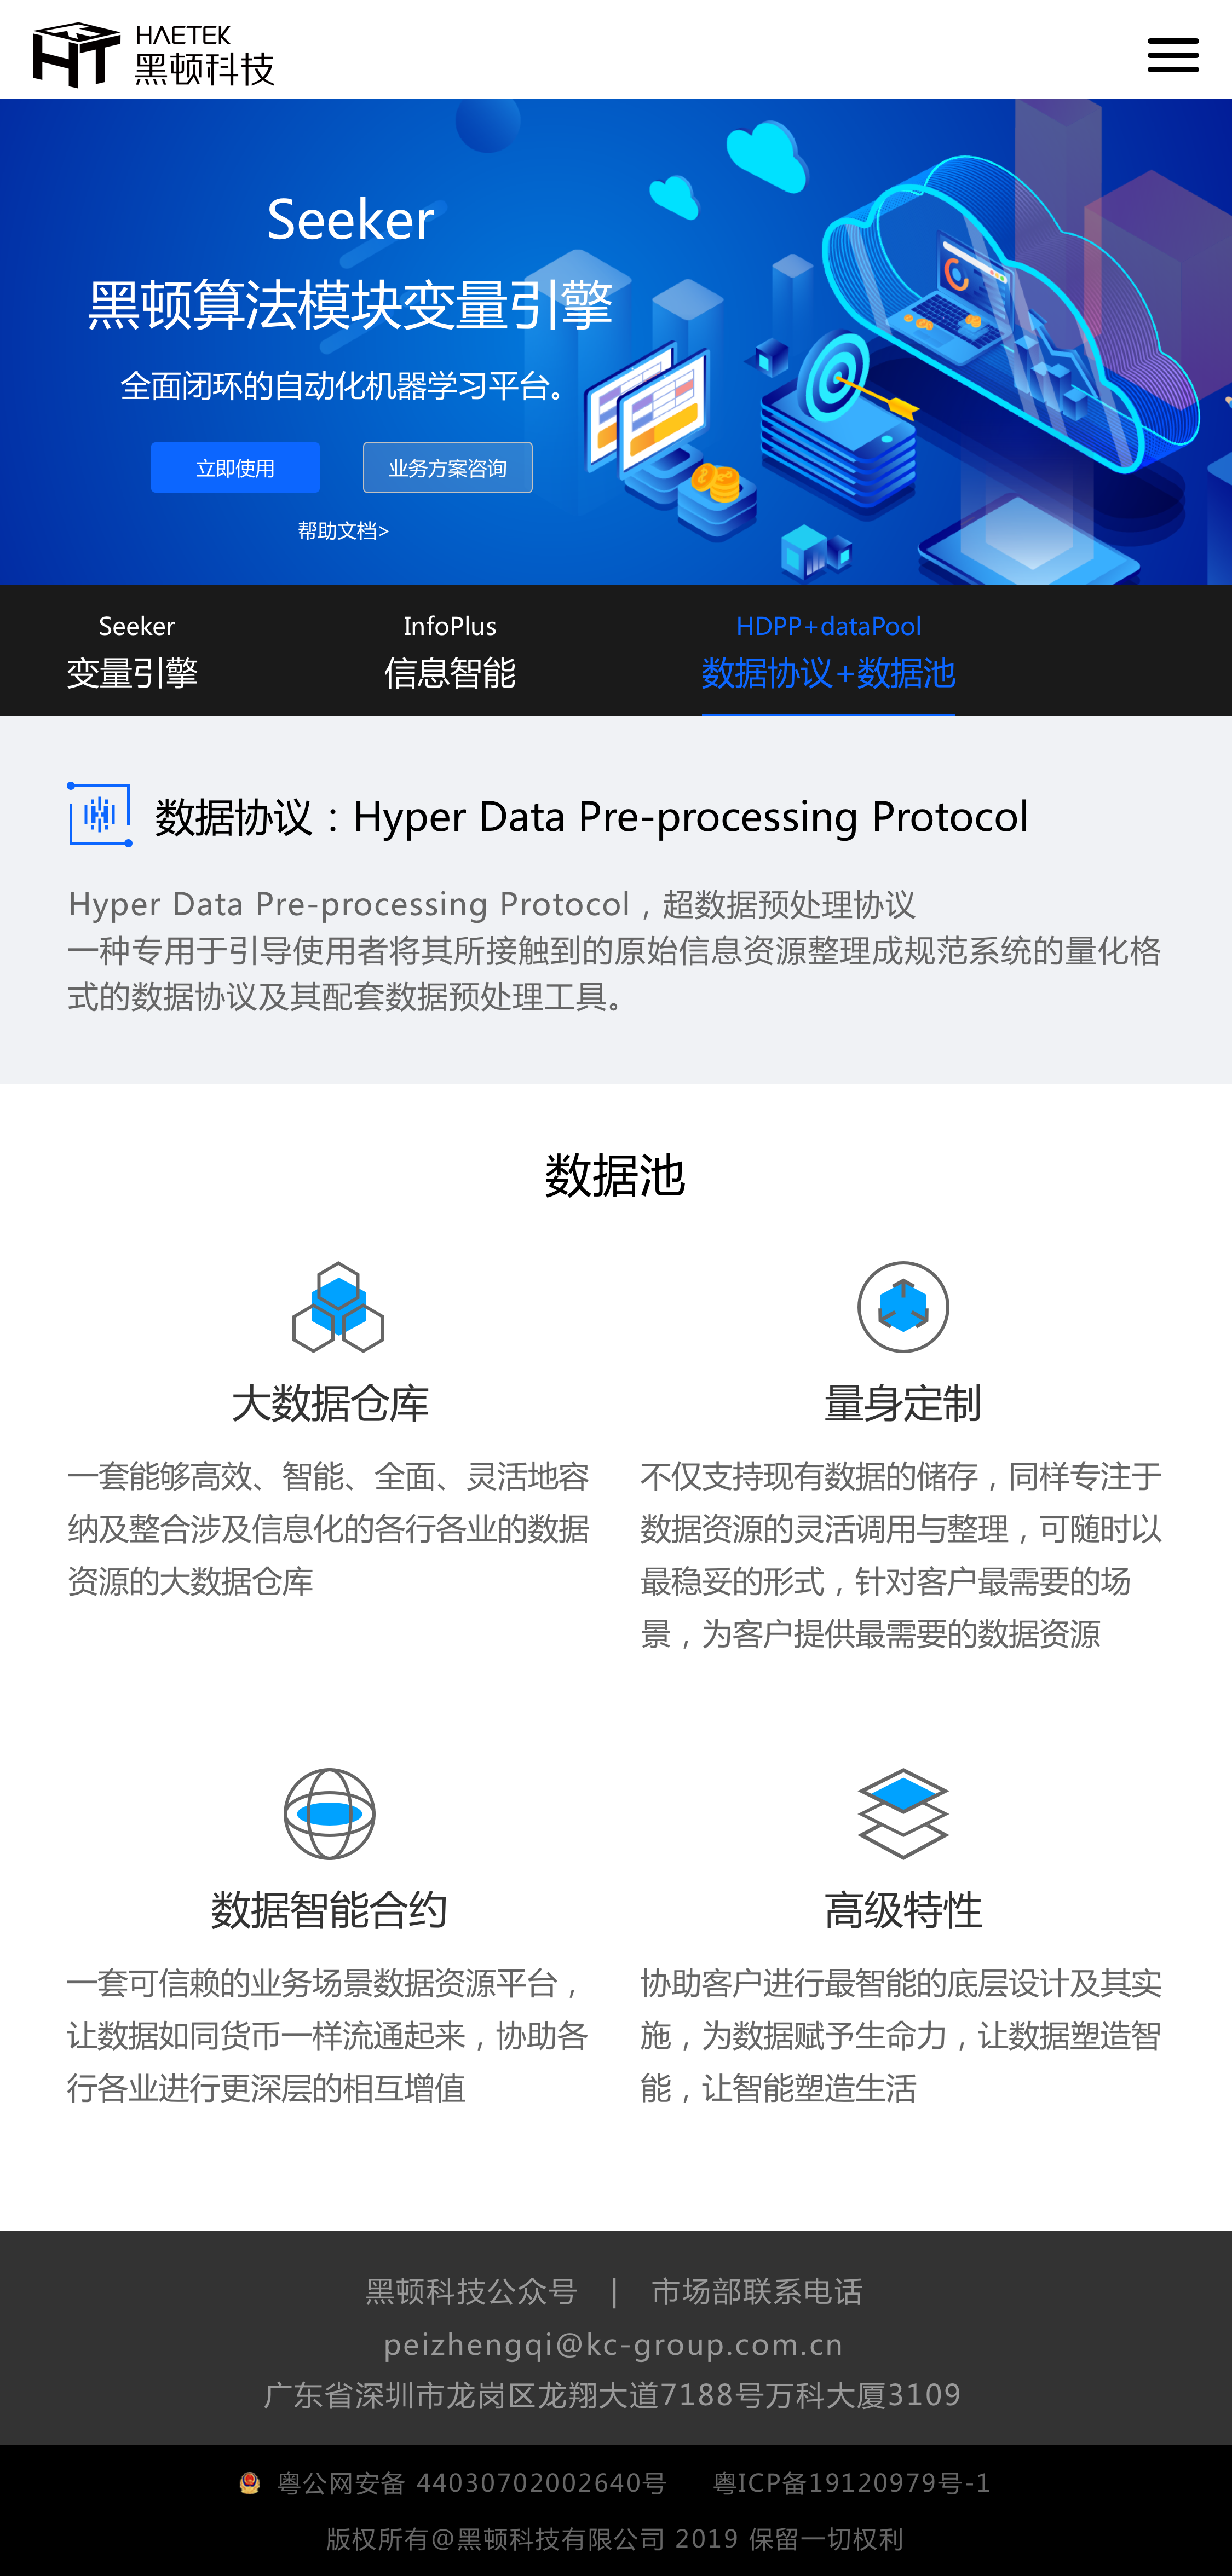 HAETEK
黑顿科技
Seeker
黑顿算法模块变量引擎
全面闭环的自动化机器学习平台。
立即使用
业务方案咨询
帮助文档>
Seeker
变量引擎
InfoPlus
信息智能
HDPP+dataPool
数据协议+数据池
数据协议：Hyper Data Pre-processing Protocol
Hyper Data Pre-processing Protocol，超数据预处理协议
一种专用于引导使用者将其所接触到的原始信息资源整理成规范系统的量化格
式的数据协议及其配套数据预处理工具。
数据池
大数据仓库
一套能够高效、智能、全面、灵活地容
纳及整合涉及信息化的各行各业的数据
资源的大数据仓库
量身定制
不仅支持现有数据的储存，同样专注于
数据资源的灵活调用与整理，可随时以
最稳妥的形式，针对客户最需要的场
景，为客户提供最需要的数据资源
数据智能合约
一套可信赖的业务场景数据资源平台，
让数据如同货币一样流通起来，协助各
行各业进行更深层的相互增值
高级特性
协助客户进行最智能的底层设计及其实
施，为数据赋予生命力，让数据塑造智
能，让智能塑造生活
黑顿科技公众号 | 市场部联系电话
peizhengqi@kc-group.com.cn
广东省深圳市龙岗区龙翔大道7188号万科大厦3109
粤公网安备 44030702002640号 粤ICP备19120979号-1
版权所有@黑顿科技有限公司 2019 保留一切权利